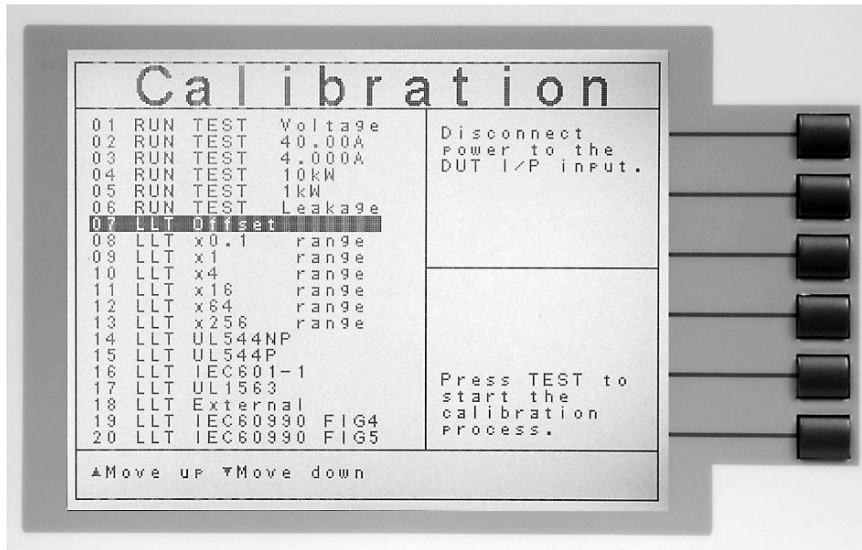 Calibration
01 RUN TEST Voltage
02 RUN TEST 40.00A
03 RUN TEST 4.000A
04 RUN TEST 10kW
05 RUN TEST 1kW
06 RUN TEST Leakage
07 LLT Offset
08 LLT x0.1 range
09 LLT x1 range
10 LLT x4 range
11 LLT x16 range
12 LLT x64 range
13 LLT x256 range
14 LLT UL544NP
15 LLT UL544P
16 LLT IEC601-1
17 LLT UL1563
18 LLT External
19 LLT IEC60990 FIG4
20 LLT IEC60990 FIG5
Disconnect
power to the
DUT I/P input.
Press TEST to
start the
calibration
process.
▲Move up ▼Move down